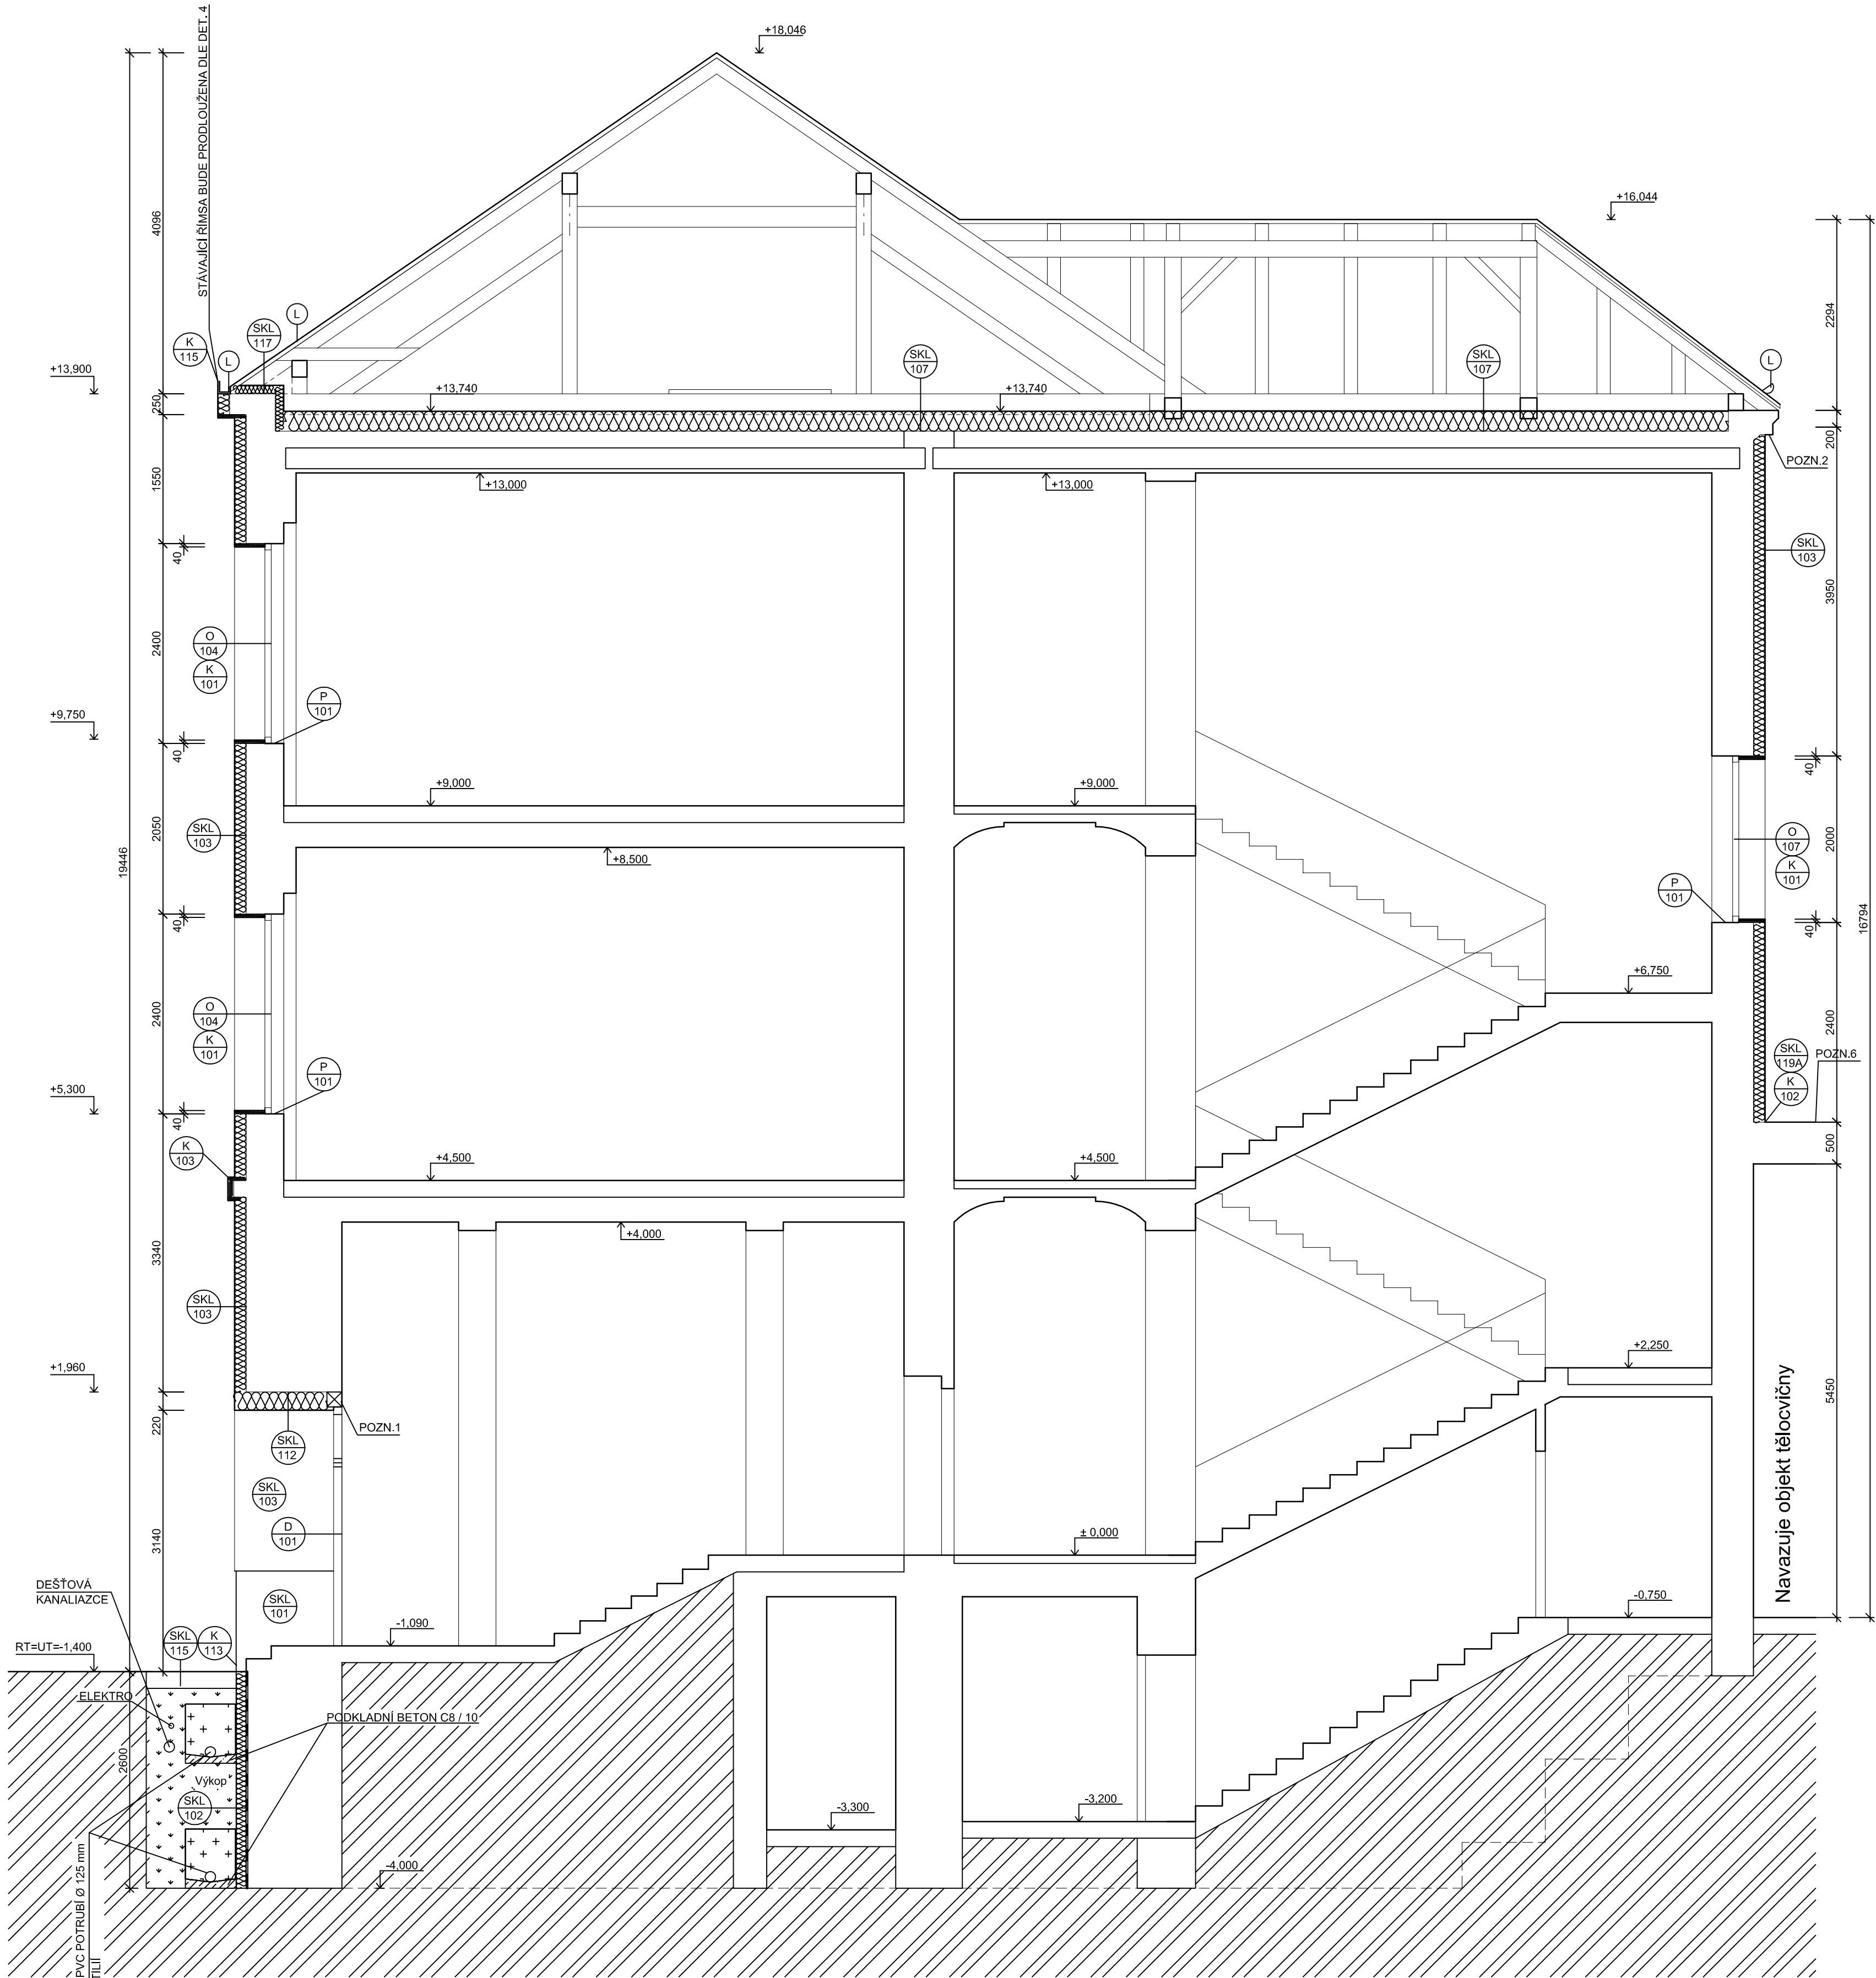 STÁVAJÍCÍ ŘÍMSA BUDE PRODLOUŽENA DLE DET. 4
+18,046
+16,044
4096
2294
L
SKL
117
K
115
L
SKL
107
SKL
107
L
+13,900
+13,740
+13,740
250
200
POZN.2
1550
+13,000
+13,000
40
SKL
103
3950
2400
O
104
K
101
P
101
+9,750
40
40
+9,000
+9,000
2050
SKL
103
19446
+8,500
2000
O
107
K
101
P
101
16794
40
40
+6,750
2400
O
104
K
101
P
101
2400
SKL
119A
POZN.6
K
102
+5,300
40
K
103
500
+4,500
+4,500
+4,000
3340
SKL
103
+2,250
+1,960
5450
Navazuje objekt tělocvičny
220
POZN.1
SKL
112
SKL
103
D
101
3140
± 0,000
DEŠŤOVÁ
KANALIAZCE
SKL
101
-0,750
-1,090
SKL
115
K
113
RT=UT=-1,400
ELEKTRO
PODKLADNÍ BETON C8 / 10
2600
Výkop
SKL
102
-3,300
-3,200
-4,000
PVC POTRUBÍ Ø 125 mm